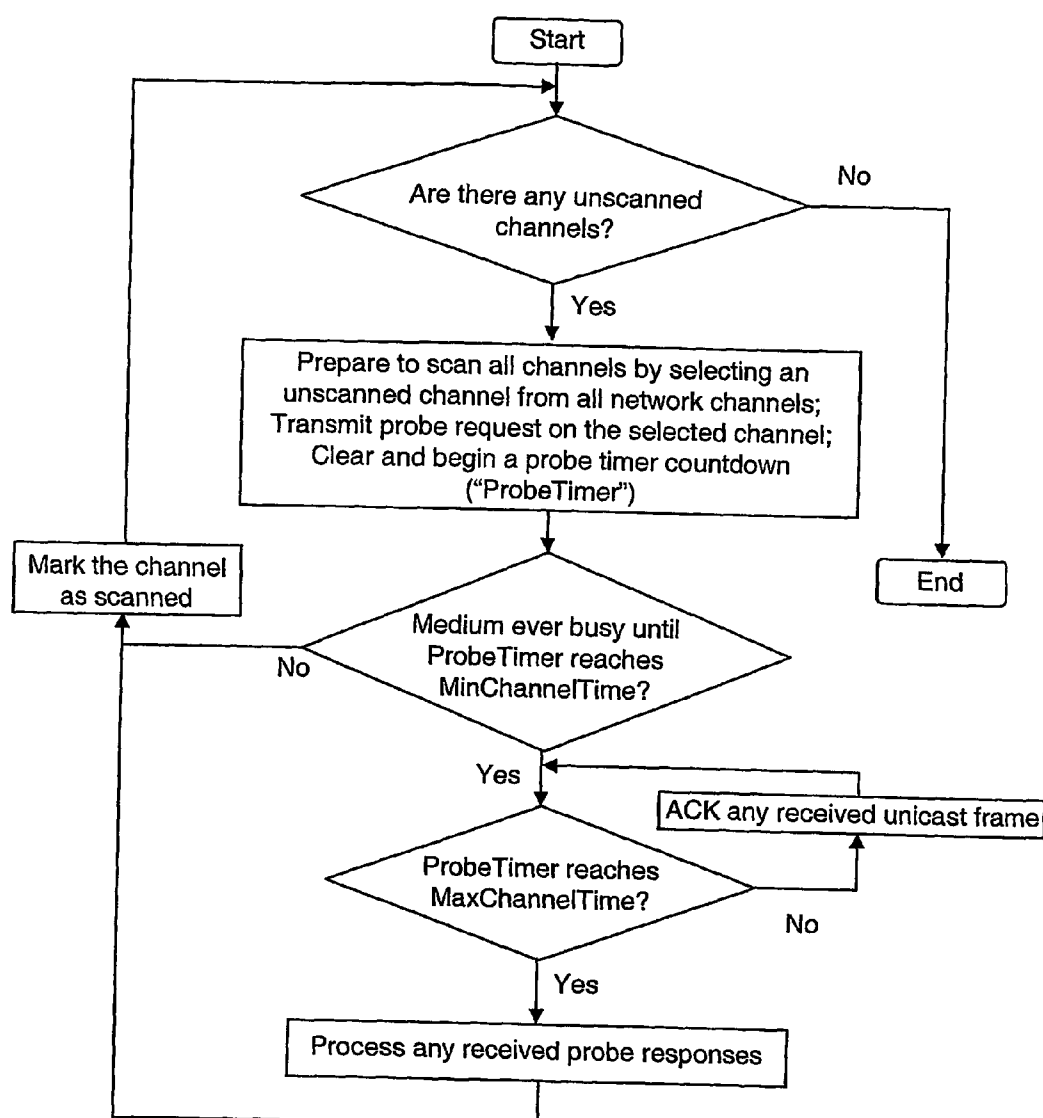 Start
No
Are there any unscanned
channels?
Yes
Prepare to scan all channels by selecting an
unscanned channel from all network channels;
Transmit probe request on the selected channel;
Clear and begin a probe timer countdown
("ProbeTimer")
Mark the channel
as scanned
End
Medium ever busy until
ProbeTimer reaches
MinChannelTime?
No
Yes
ACK any received unicast frame
ProbeTimer reaches
MaxChannelTime?
No
Yes
Process any received probe responses